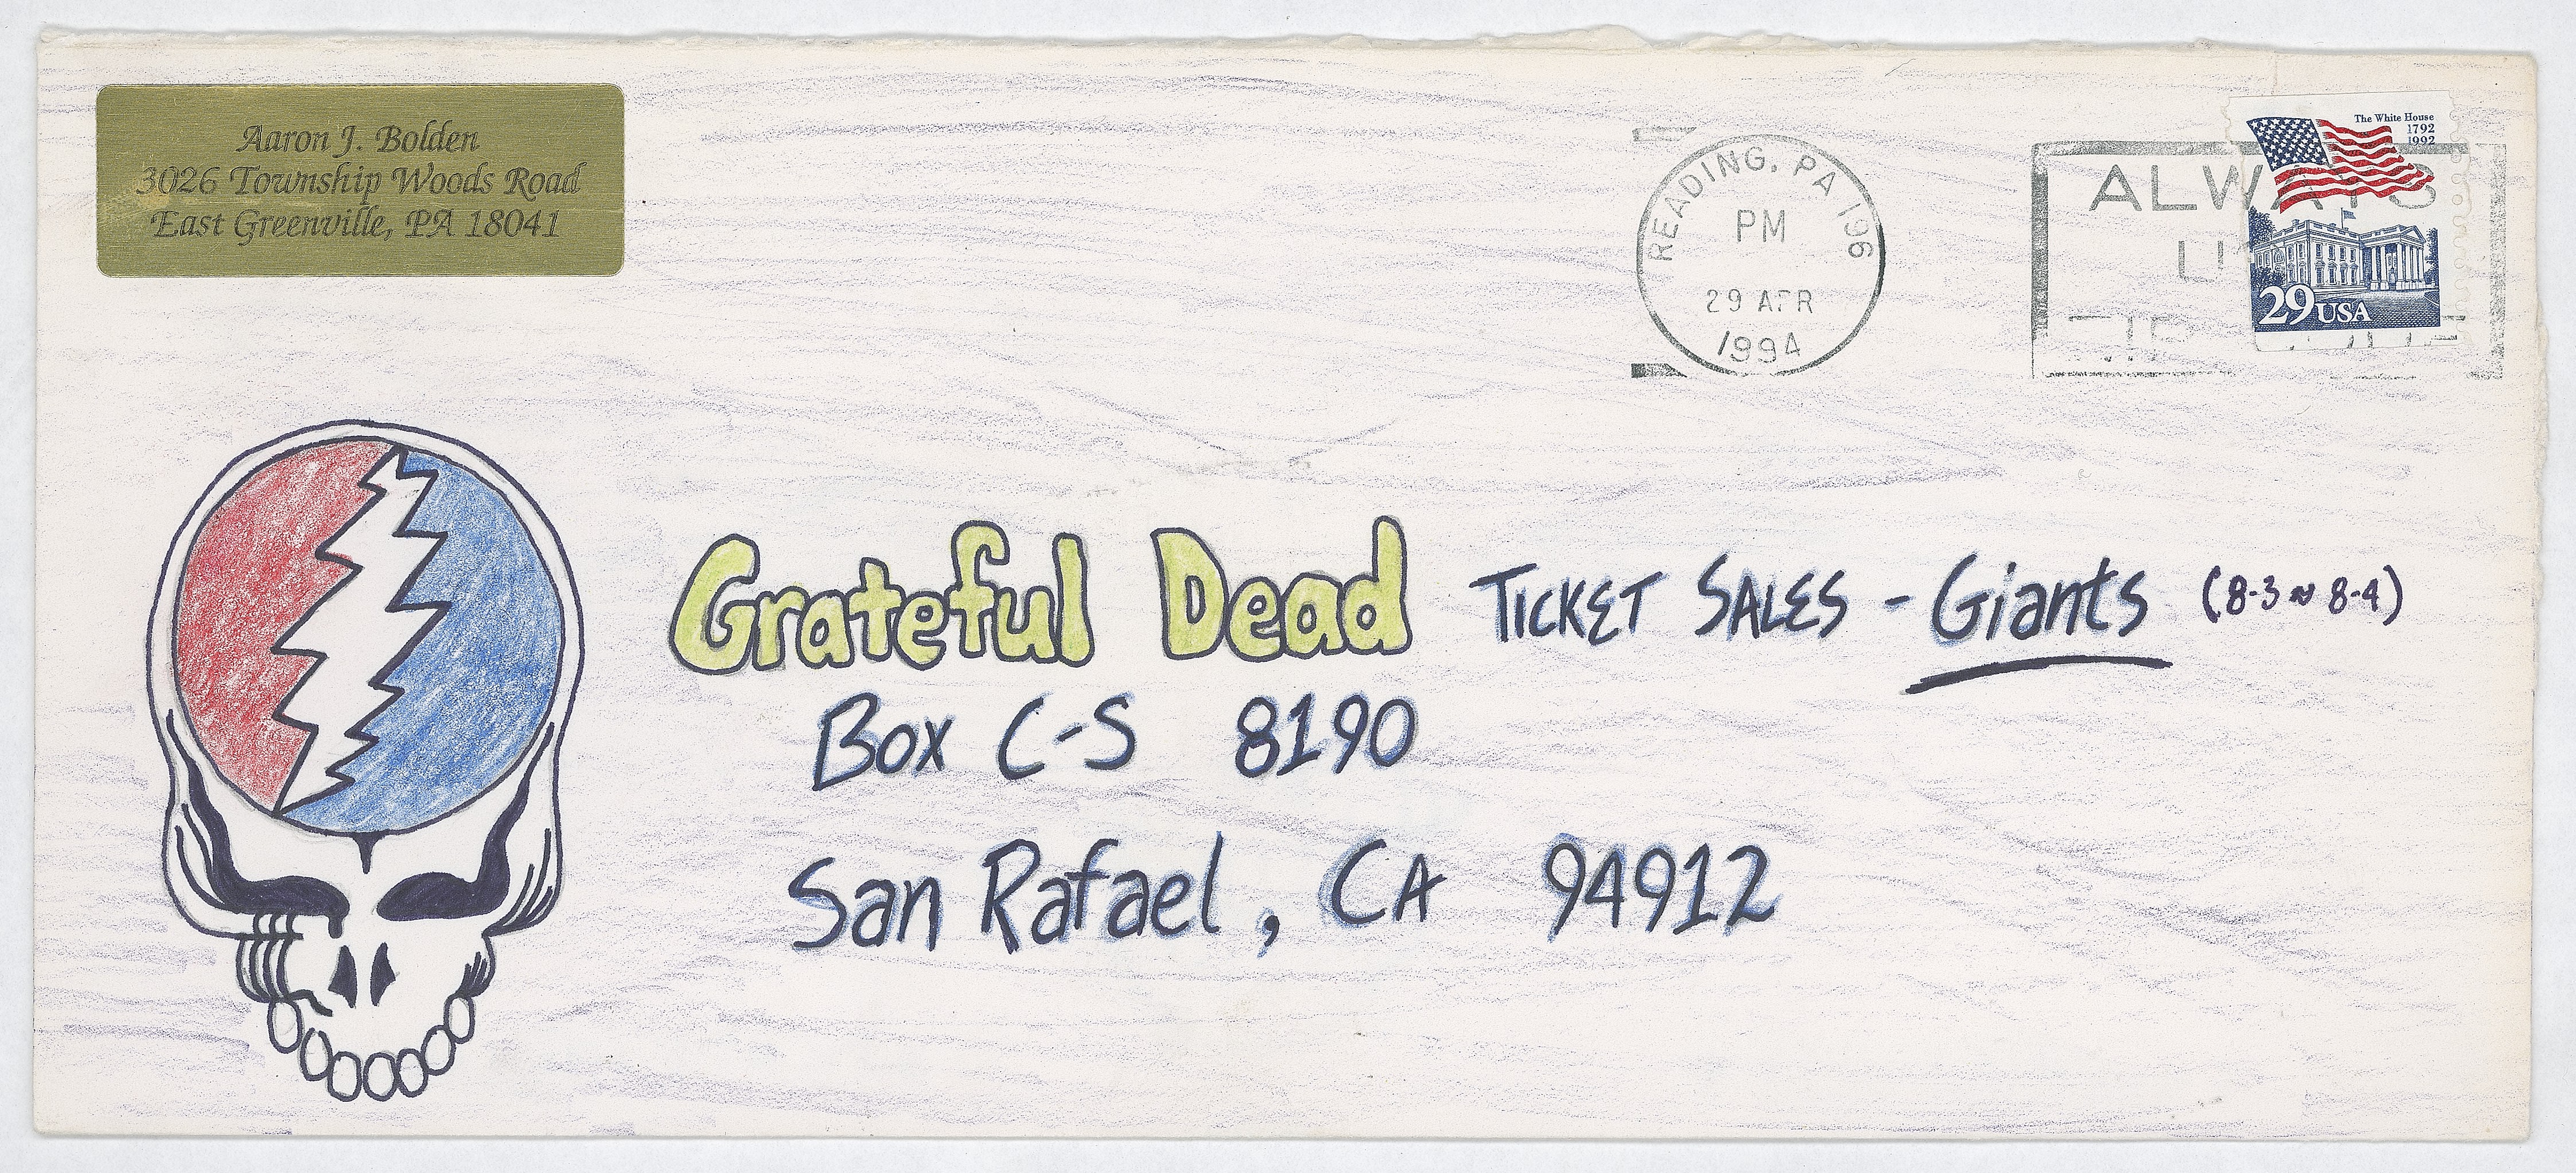 Aaron J. Bolden
3026 Township Woods Road
East Greenville, PA 18041
READING, PA 196
PM
29 APR
1994
ALWAYS
The White House
1792
1992
29 USA
Grateful Dead TICKET SALES - Giants (8-3 ~ 8-4)
Box C-S 8190
San Rafael, CA 94912